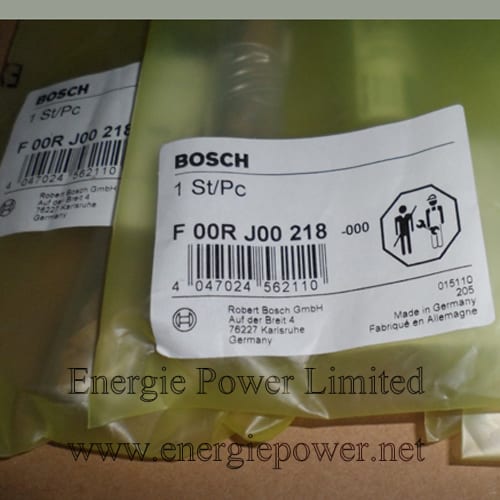 BOSCH
1 St/Pc
F 00R J00 218
4 047024 562110
Robert Bosch GmbH
Auf der Breit 4
76227 Karlsruhe
Germany
BOSCH
1 St/Pc
F 00R J00 218 -000
4 047024 562110
015110
205
Made in Germany
Fabriqué en Allemagne
Robert Bosch GmbH
Auf der Breit 4
76227 Karlsruhe
Germany
Energie Power Limited
www.energiepower.net